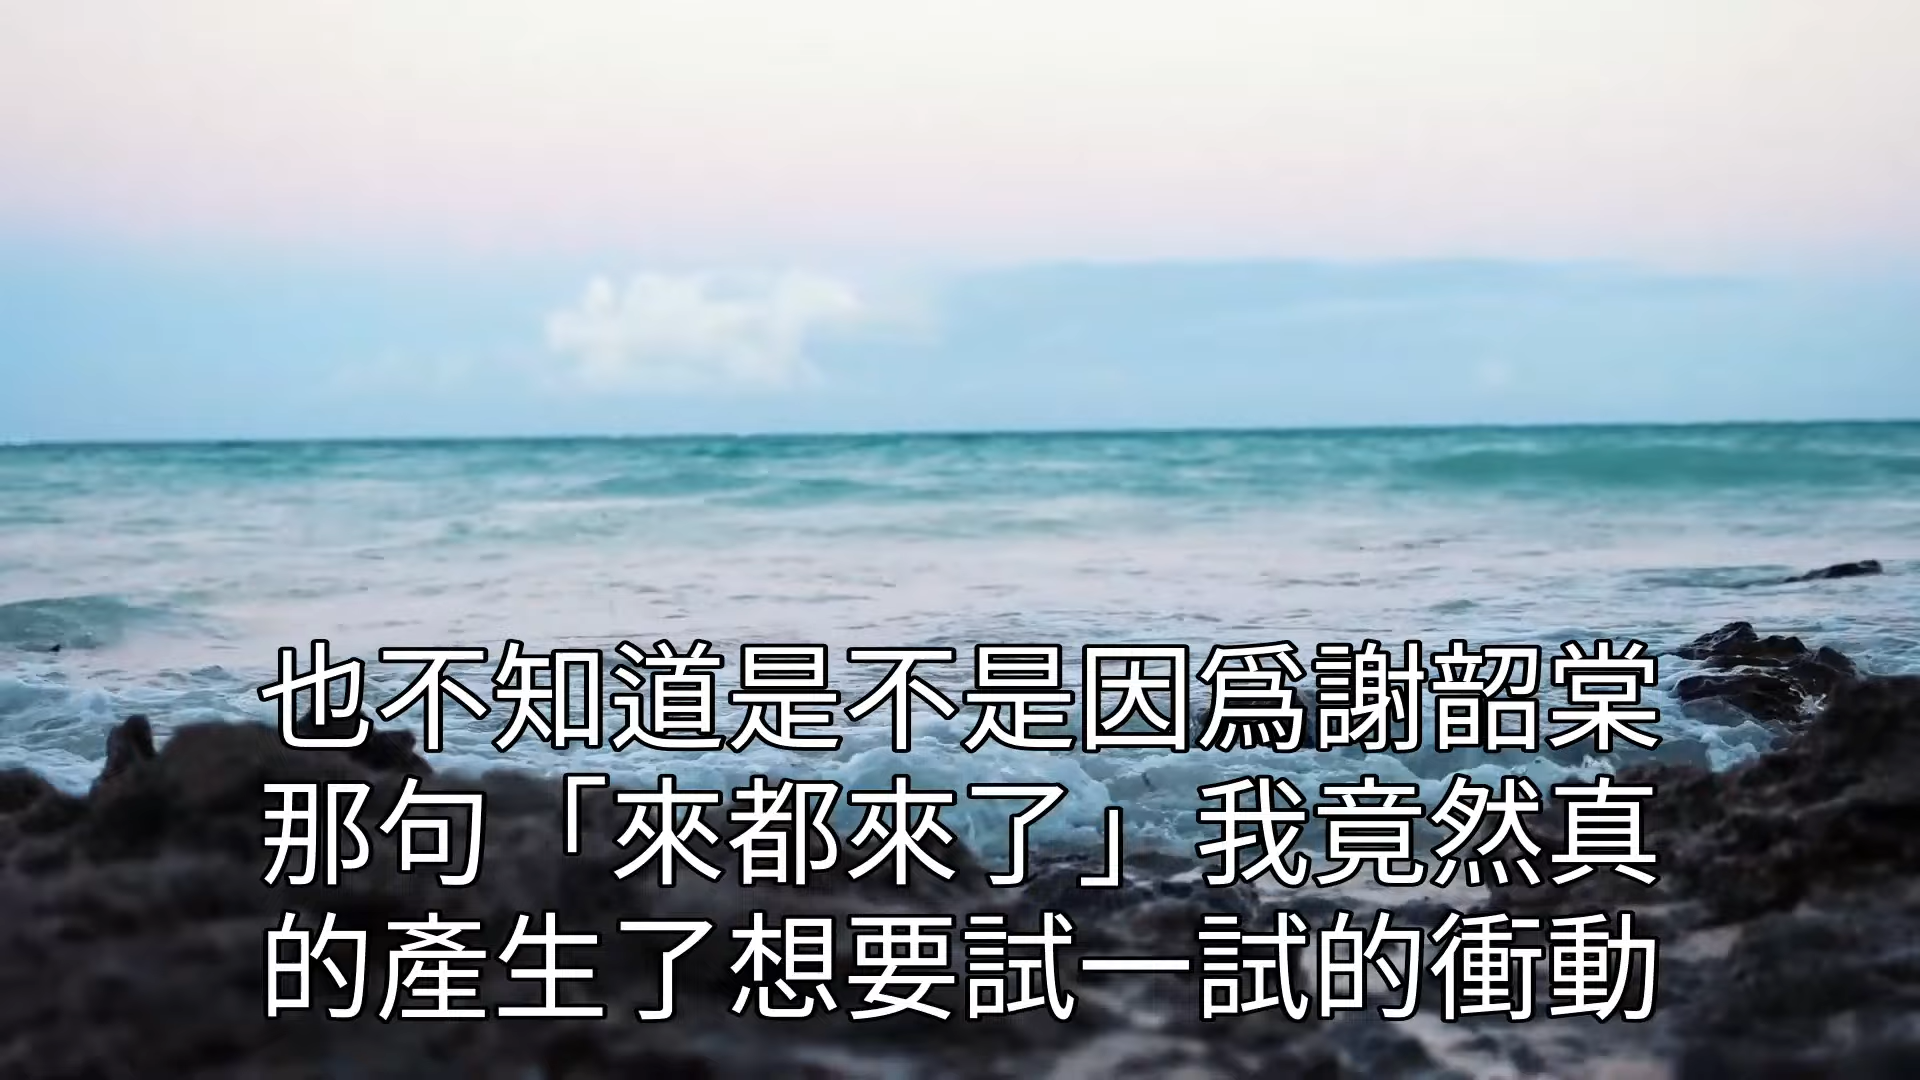 也不知道是不是因爲謝韶棠
那句「來都來了」我竟然真
的產生了想要試一試的衝動